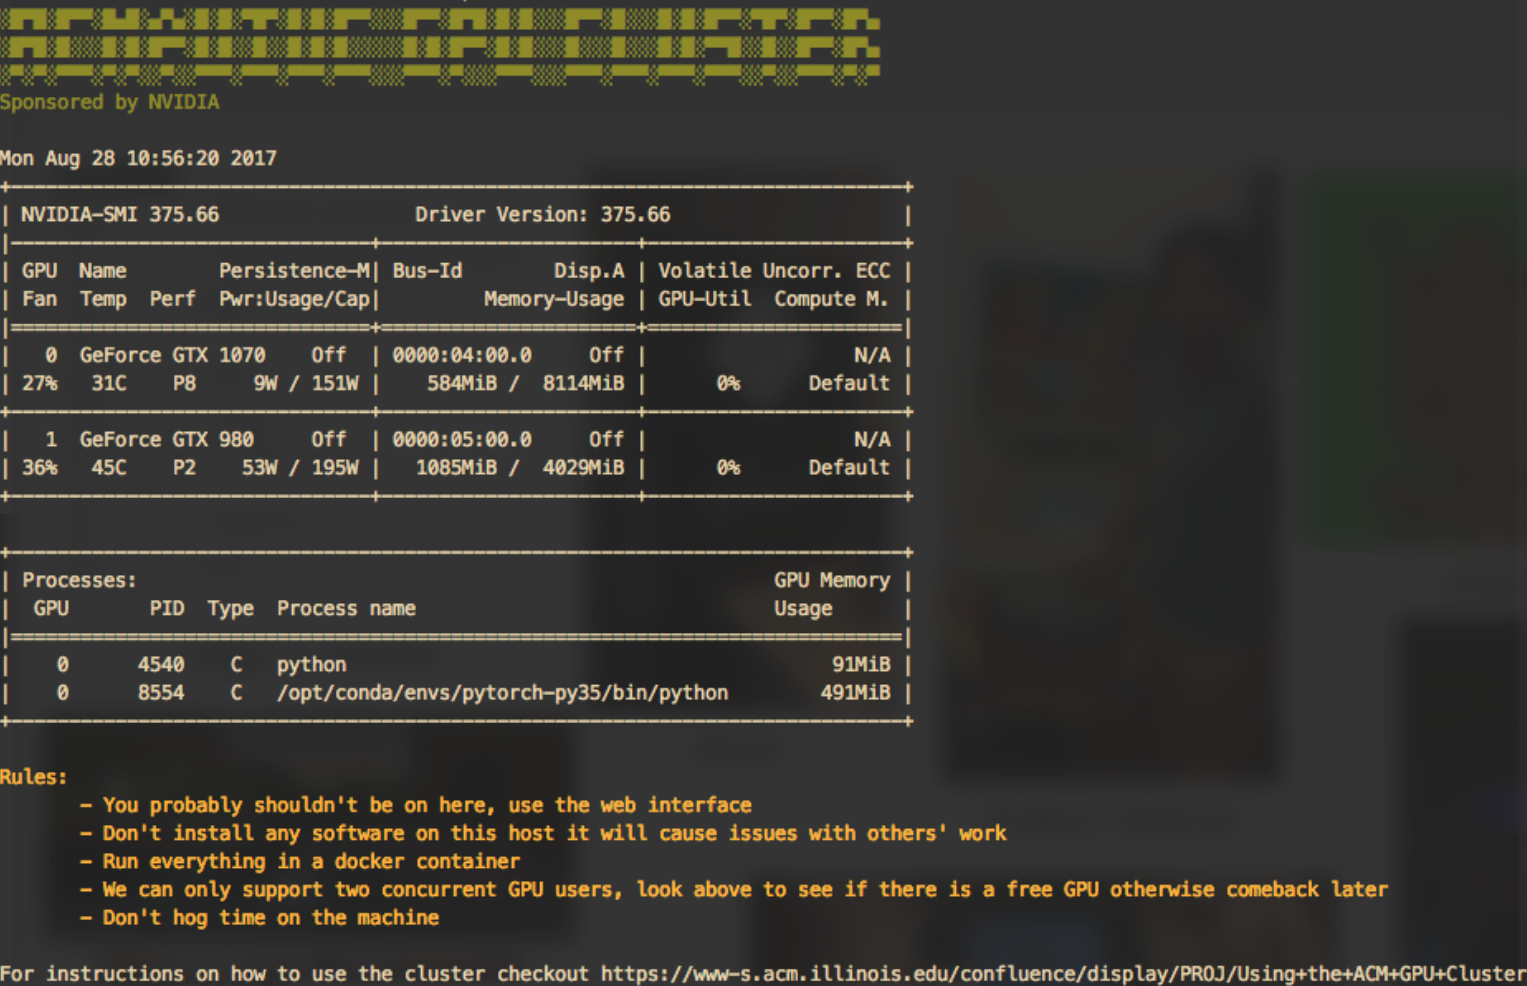 Sponsored by NVIDIA
Mon Aug 28 10:56:20 2017
+-----------------------------------------------------------------------------+
| NVIDIA-SMI 375.66                 Driver Version: 375.66                    |
|-------------------------------+----------------------+----------------------+
| GPU  Name        Persistence-M| Bus-Id        Disp.A | Volatile Uncorr. ECC |
| Fan  Temp  Perf  Pwr:Usage/Cap|         Memory-Usage | GPU-Util  Compute M. |
|===============================+======================+======================|
|   0  GeForce GTX 1070    Off  | 0000:04:00.0     Off |                  N/A |
| 27%   31C    P8     9W / 151W |    584MiB /  8114MiB |      0%      Default |
+-------------------------------+----------------------+----------------------+
|   1  GeForce GTX 980     Off  | 0000:05:00.0     Off |                  N/A |
| 36%   45C    P2    53W / 195W |   1085MiB /  4029MiB |      0%      Default |
+-------------------------------+----------------------+----------------------+
+-----------------------------------------------------------------------------+
| Processes:                                                       GPU Memory |
|  GPU       PID  Type  Process name                               Usage      |
|=============================================================================|
|    0      4540    C   python                                          91MiB |
|    0      8554    C   /opt/conda/envs/pytorch-py35/bin/python        491MiB |
+-----------------------------------------------------------------------------+
Rules:
- You probably shouldn't be on here, use the web interface
- Don't install any software on this host it will cause issues with others' work
- Run everything in a docker container
- We can only support two concurrent GPU users, look above to see if there is a free GPU otherwise comeback later
- Don't hog time on the machine
For instructions on how to use the cluster checkout https://www-s.acm.illinois.edu/confluence/display/PROJ/Using+the+ACM+GPU+Cluster